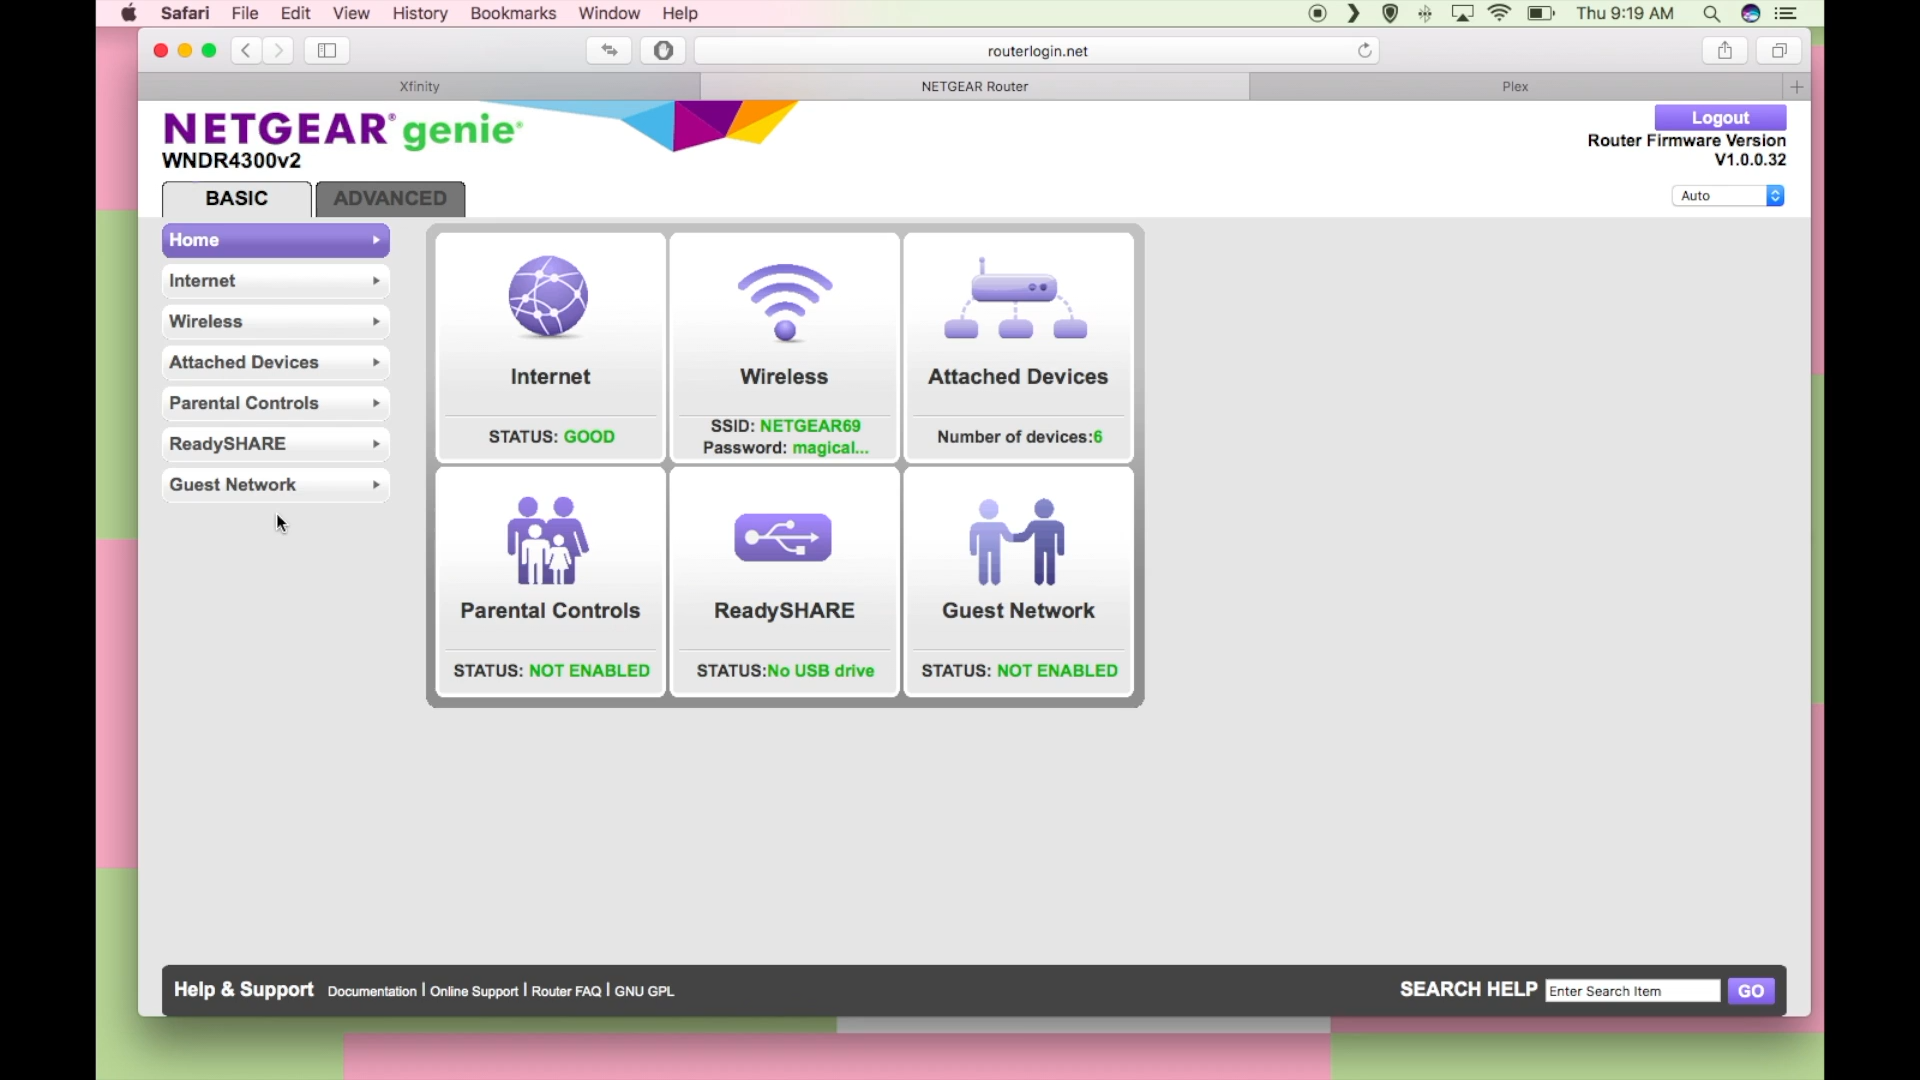 Safari File Edit View History Bookmarks Window Help Thu 9:19 AM
routerlogin.net
Xfinity NETGEAR Router Plex
NETGEAR® genie®
WNDR4300v2
Logout
Router Firmware Version
V1.0.0.32
BASIC ADVANCED
Auto
Home
Internet
Wireless
Attached Devices
Parental Controls
ReadySHARE
Guest Network
Internet
STATUS: GOOD
Wireless
SSID: NETGEAR69
Password: magical...
Attached Devices
Number of devices:6
Parental Controls
STATUS: NOT ENABLED
ReadySHARE
STATUS:No USB drive
Guest Network
STATUS: NOT ENABLED
Help & Support Documentation | Online Support | Router FAQ | GNU GPL
SEARCH HELP Enter Search Item GO